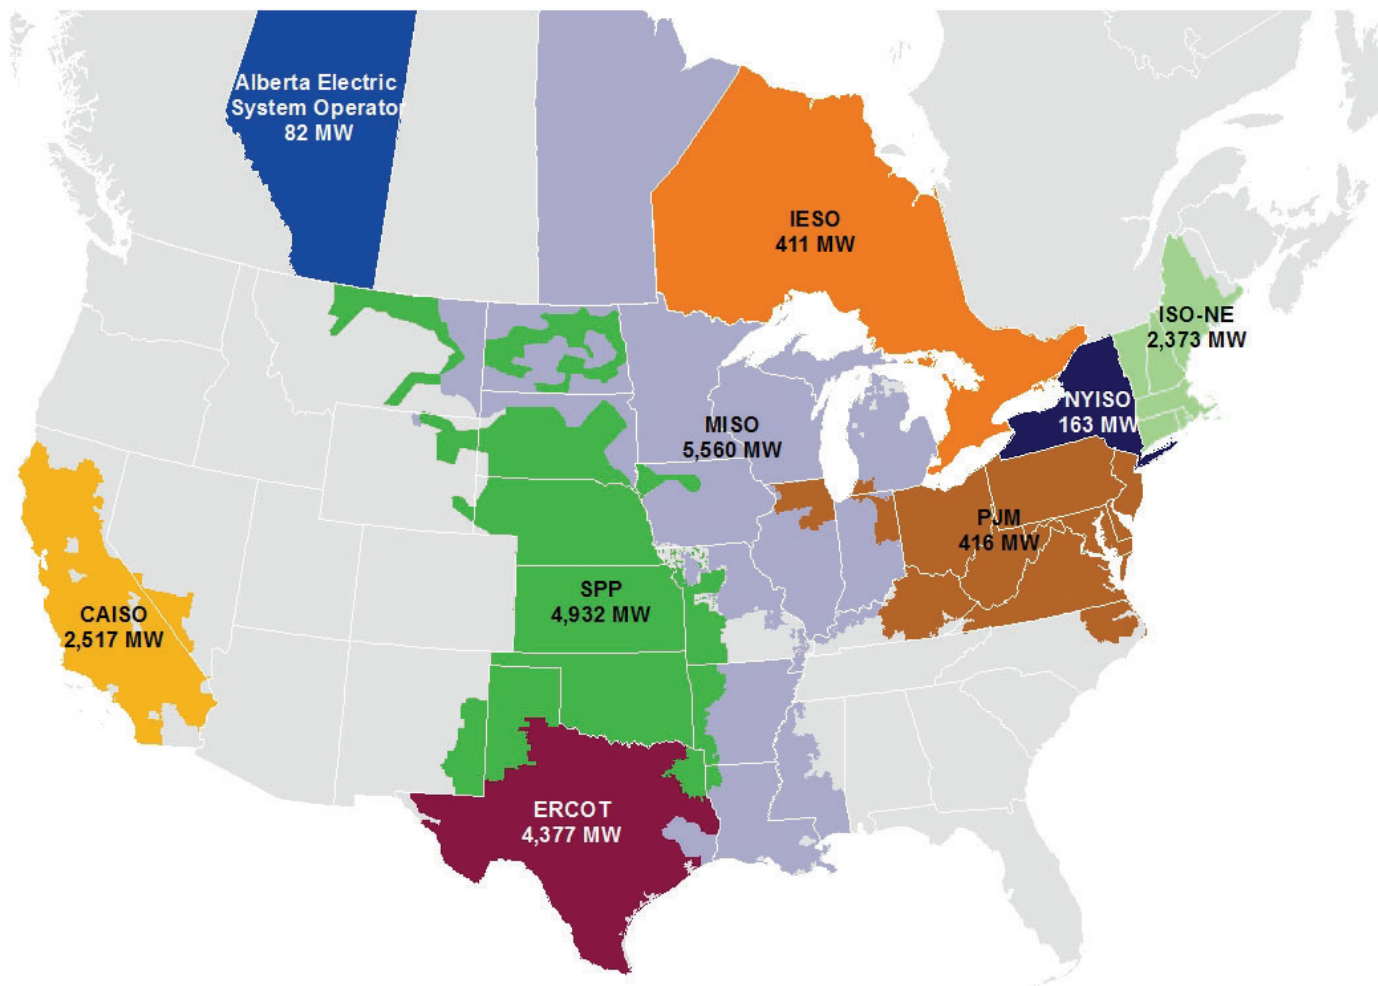 Alberta Electric
System Operator
82 MW
IESO
411 MW
ISO-NE
2,373 MW
NYISO
163 MW
MISO
5,560 MW
PJM
416 MW
SPP
4,932 MW
CAISO
2,517 MW
ERCOT
4,377 MW